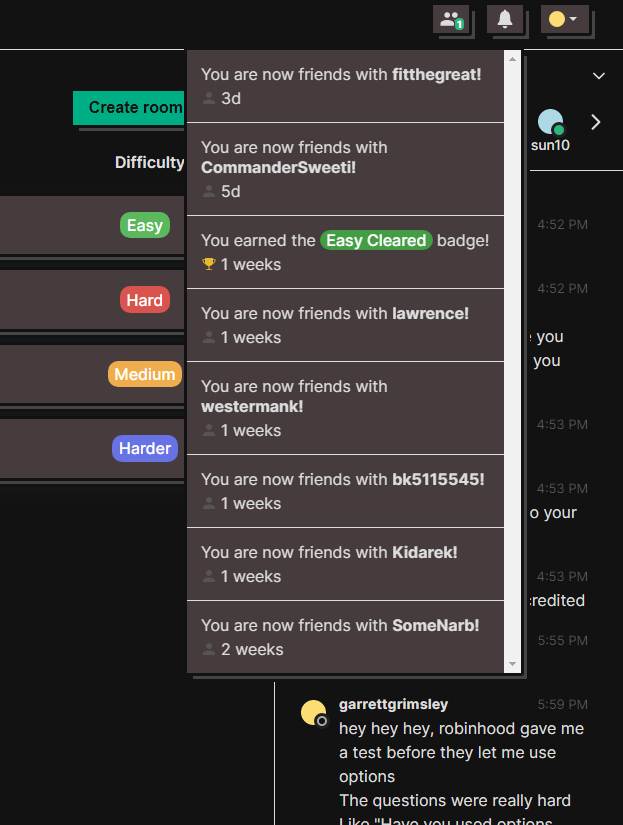 1
Create room
Difficulty
Easy
Hard
Medium
Harder
You are now friends with fitthegreat!
3d
You are now friends with
CommanderSweeti!
5d
You earned the Easy Cleared badge!
1 weeks
You are now friends with lawrence!
1 weeks
You are now friends with
westermank!
1 weeks
You are now friends with bk5115545!
1 weeks
You are now friends with Kidarek!
1 weeks
You are now friends with SomeNarb!
2 weeks
sun10
4:52 PM
4:52 PM
you
you
4:53 PM
4:53 PM
your
4:53 PM
5:55 PM
garrettgrimsley
5:59 PM
hey hey hey, robinhood gave me
a test before they let me use
options
The questions were really hard
Like "Have you used options